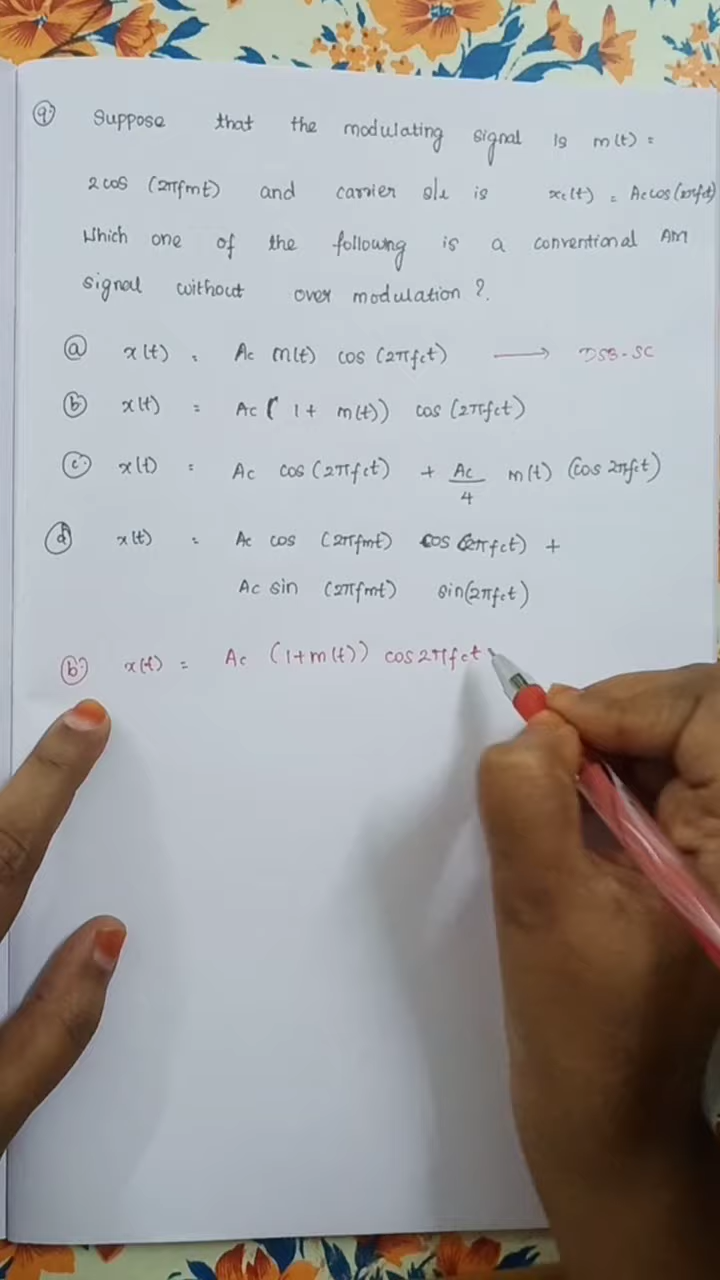 q. Suppose that the modulating signal is m(t) =
2cos (2πfmt) and carrier s/l is xc(t) = Accos(2πfct)
Which one of the following is a conventional AM
signal without over modulation ?.
(a) x(t) = Ac m(t) cos (2πfct) → DSB-SC
(b) x(t) = Ac ( 1 + m(t)) cos (2πfct)
(c) x(t) = Ac cos (2πfct) + Ac/4 m(t) (cos 2πfct)
(d) x(t) = Ac cos (2πfmt) cos (2πfct) +
Ac sin (2πfmt) sin(2πfct)
(b) x(t) = Ac (1+m(t)) cos2πfct